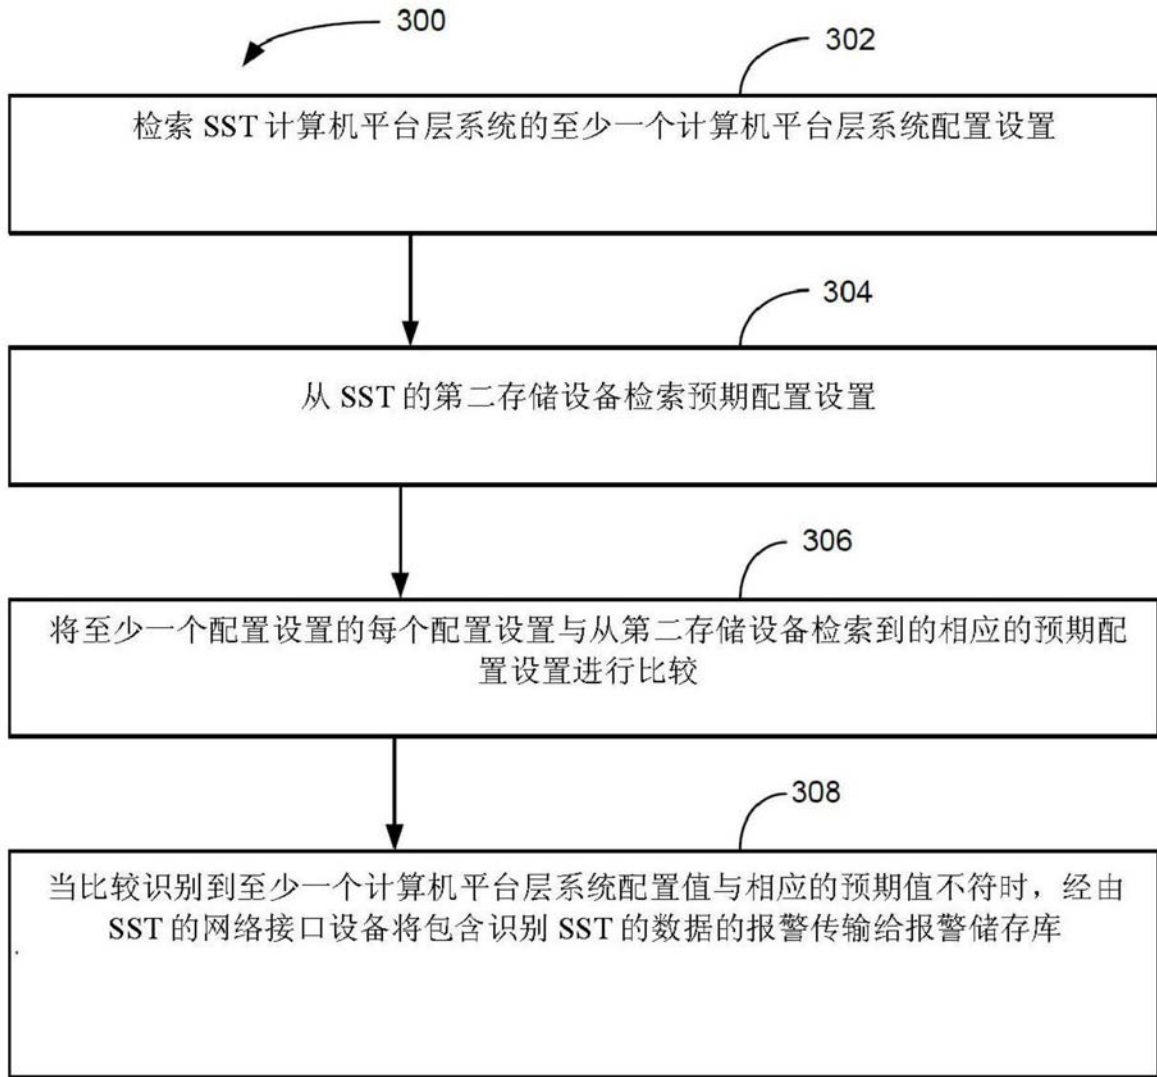 300
302
检索 SST 计算机平台层系统的至少一个计算机平台层系统配置设置
304
从 SST 的第二存储设备检索预期配置设置
306
将至少一个配置设置的每个配置设置与从第二存储设备检索到的相应的预期配
置设置进行比较
308
当比较识别到至少一个计算机平台层系统配置值与相应的预期值不符时，经由
SST 的网络接口设备将包含识别 SST 的数据的报警传输给报警储存库